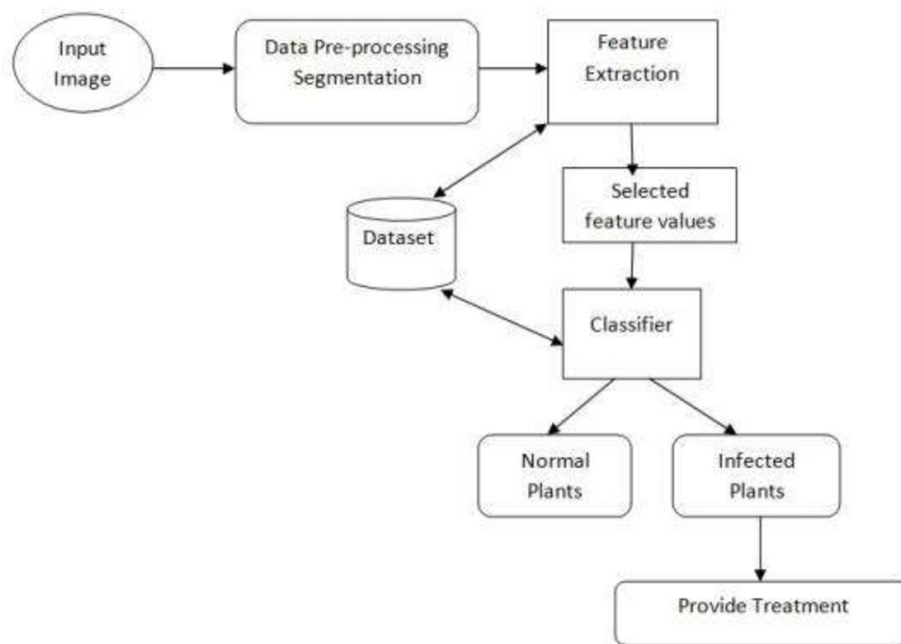 Input
Image
Data Pre-processing
Segmentation
Feature
Extraction
Selected
feature values
Dataset
Classifier
Normal
Plants
Infected
Plants
Provide Treatment